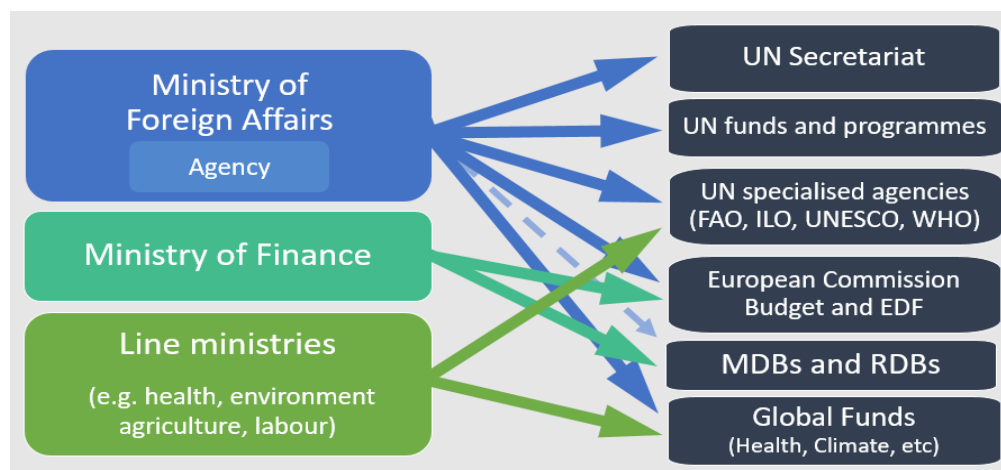 Ministry of
Foreign Affairs
Agency
Ministry of Finance
Line ministries
(e.g. health, environment
agriculture, labour)
UN Secretariat
UN funds and programmes
UN specialised agencies
(FAO, ILO, UNESCO, WHO)
European Commission
Budget and EDF
MDBs and RDBs
Global Funds
(Health, Climate, etc)